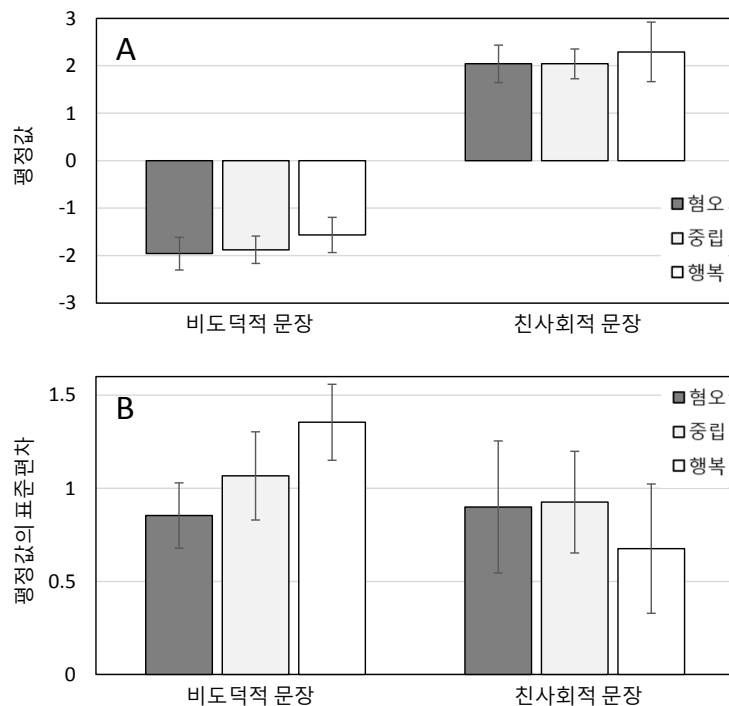 A
평정값
3
2
1
0
-1
-2
-3
혐오
중립
행복
비도덕적 문장
친사회적 문장
B
평정값의 표준편차
1.5
1
0.5
0
혐오
중립
행복
비도덕적 문장
친사회적 문장